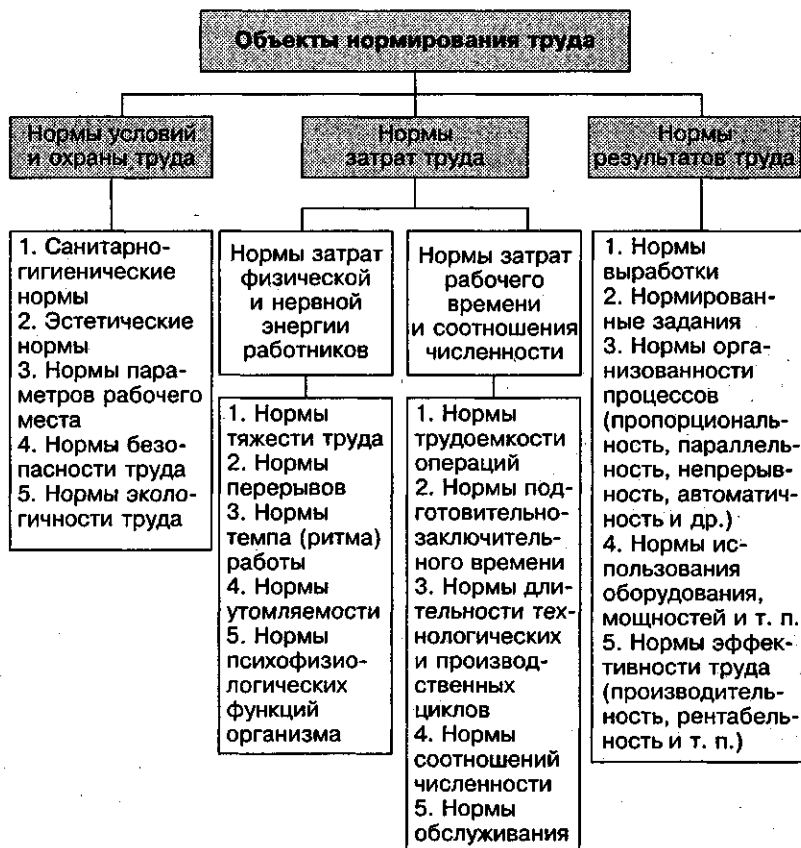 Объекты нормирования труда
Нормы условий
и охраны труда
Нормы
затрат труда
Нормы
результатов труда
1. Санитарно-
гигиенические
нормы
2. Эстетические
нормы
3. Нормы пара-
метров рабочего
места
4. Нормы безо-
пасности труда
5. Нормы эколо-
гичности труда
Нормы затрат
физической
и нервной
энергии
работников
1. Нормы
тяжести труда
2. Нормы
перерывов
3. Нормы
темпа (ритма)
работы
4. Нормы
утомляемости
5. Нормы
психофизио-
логических
функций
организма
Нормы затрат
рабочего
времени
и соотношения
численности
1. Нормы
трудоемкости
операций
2. Нормы под-
готовительно-
заключитель-
ного времени
3. Нормы дли-
тельности тех-
нологических
и производ-
ственных
циклов
4. Нормы
соотношений
численности
5. Нормы
обслуживания
1. Нормы
выработки
2. Нормирован-
ные задания
3. Нормы орга-
низованности
процессов
(пропорциональ-
ность, параллель-
ность, непрерыв-
ность, автоматич-
ность и др.)
4. Нормы ис-
пользования
оборудования,
мощностей и т. п.
5. Нормы эффек-
тивности труда
(производитель-
ность, рентабель-
ность и т. п.)